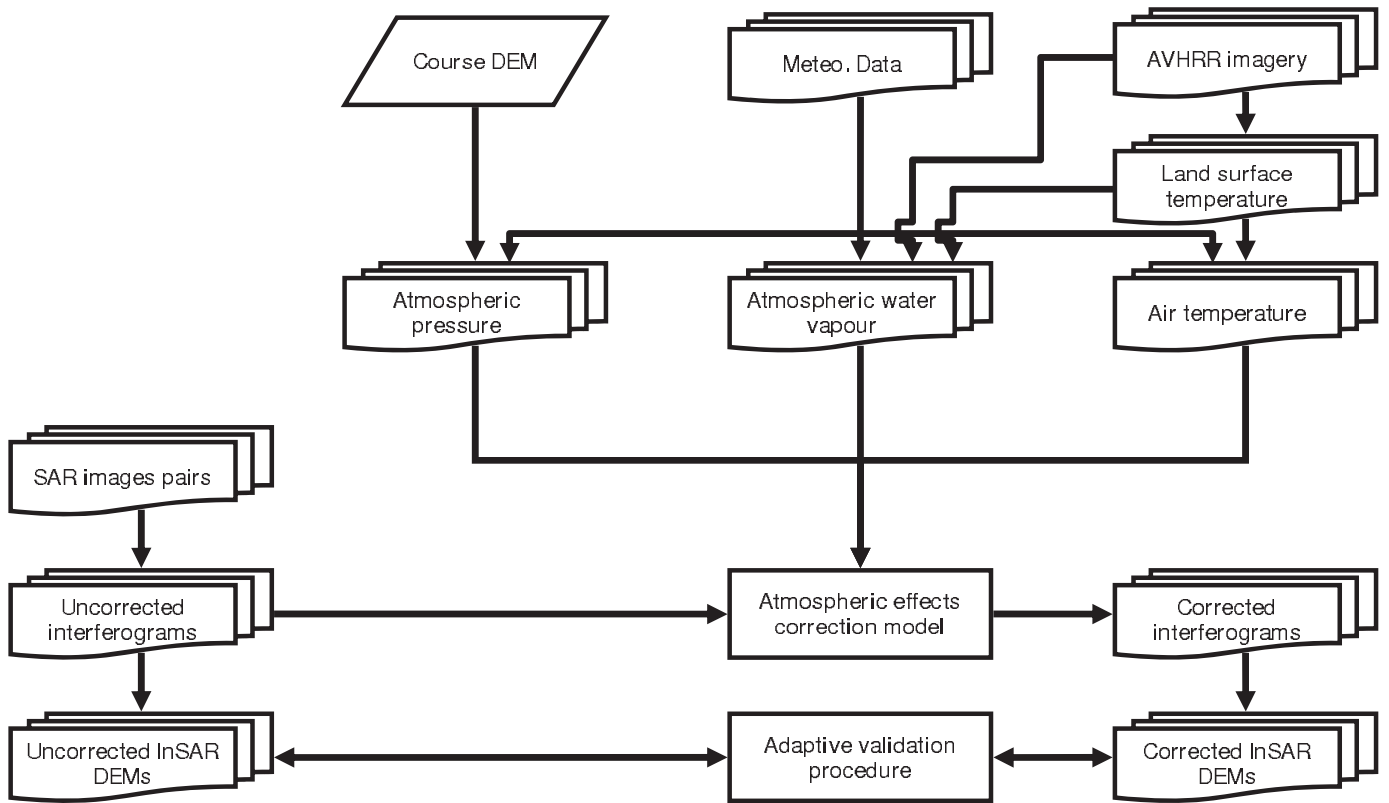 Course DEM
Meteo. Data
AVHRR imagery
Land surface
temperature
Atmospheric
pressure
Atmospheric water
vapour
Air temperature
SAR images pairs
Uncorrected
interferograms
Atmospheric effects
correction model
Corrected
interferograms
Uncorrected InSAR
DEMs
Adaptive validation
procedure
Corrected InSAR
DEMs